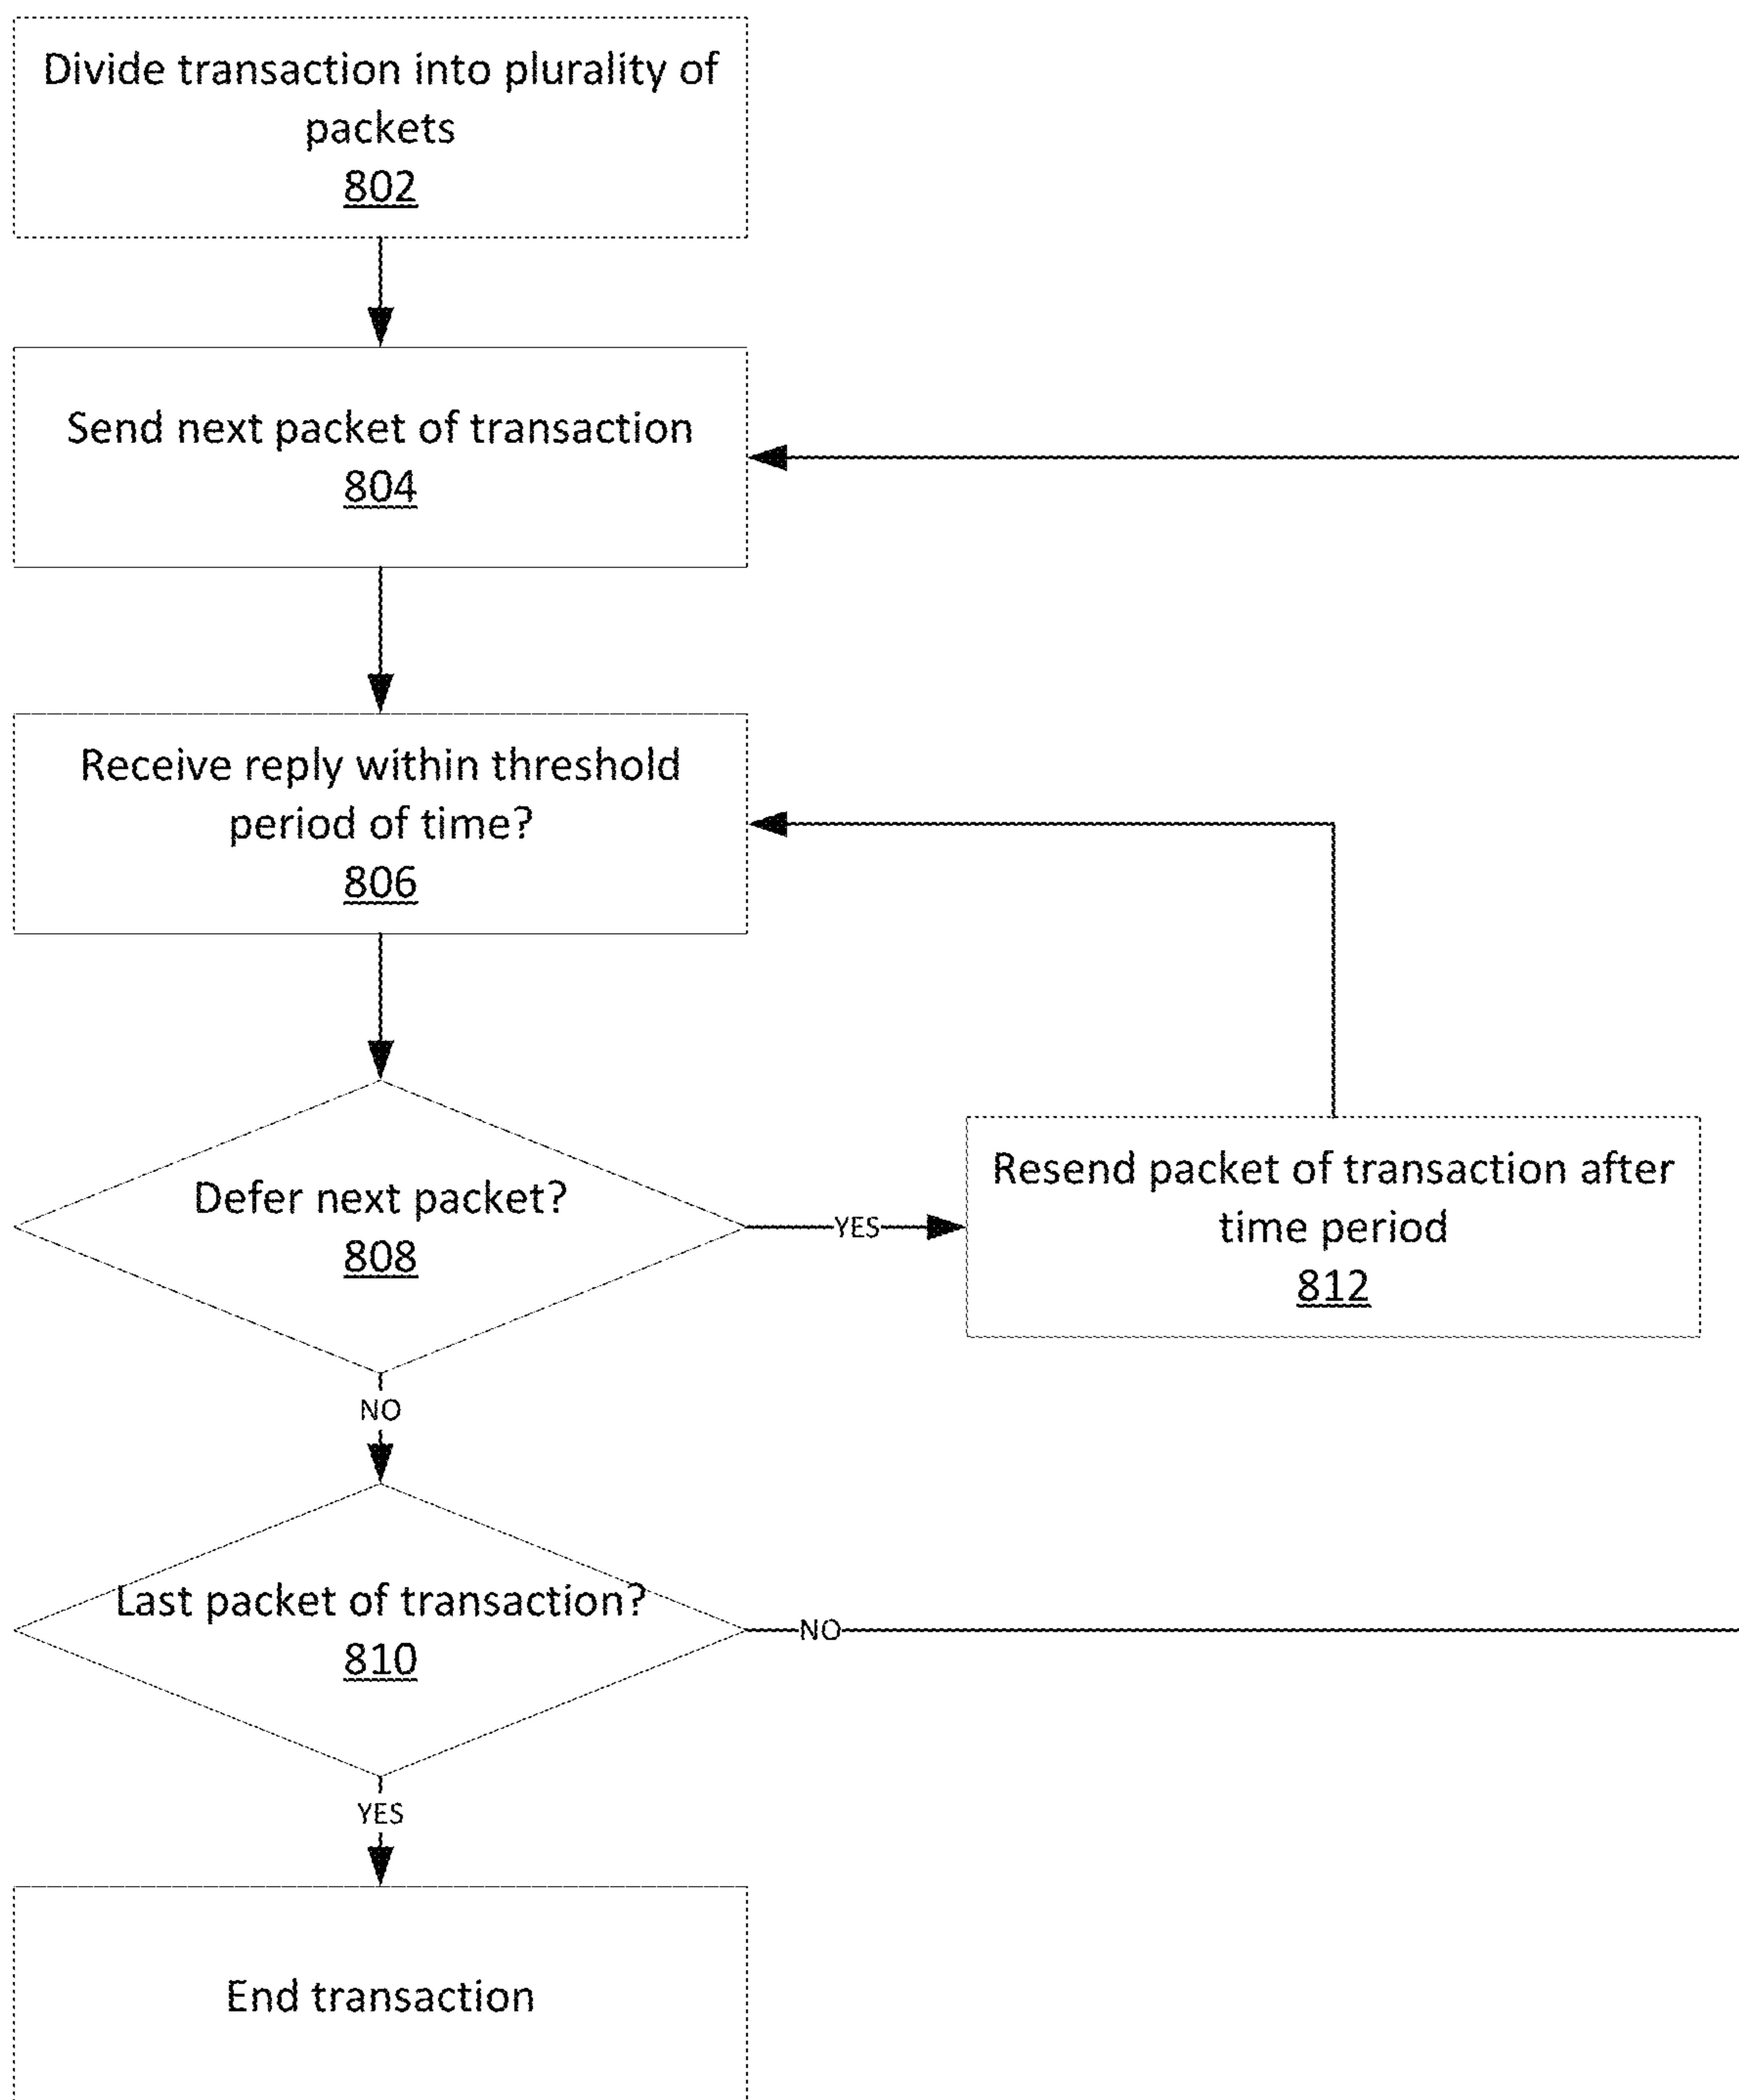 Divide transaction into plurality of
packets
802
Send next packet of transaction
804
Receive reply within threshold
period of time?
806
Defer next packet?
808
YES
Resend packet of transaction after
time period
812
NO
Last packet of transaction?
810
NO
YES
End transaction